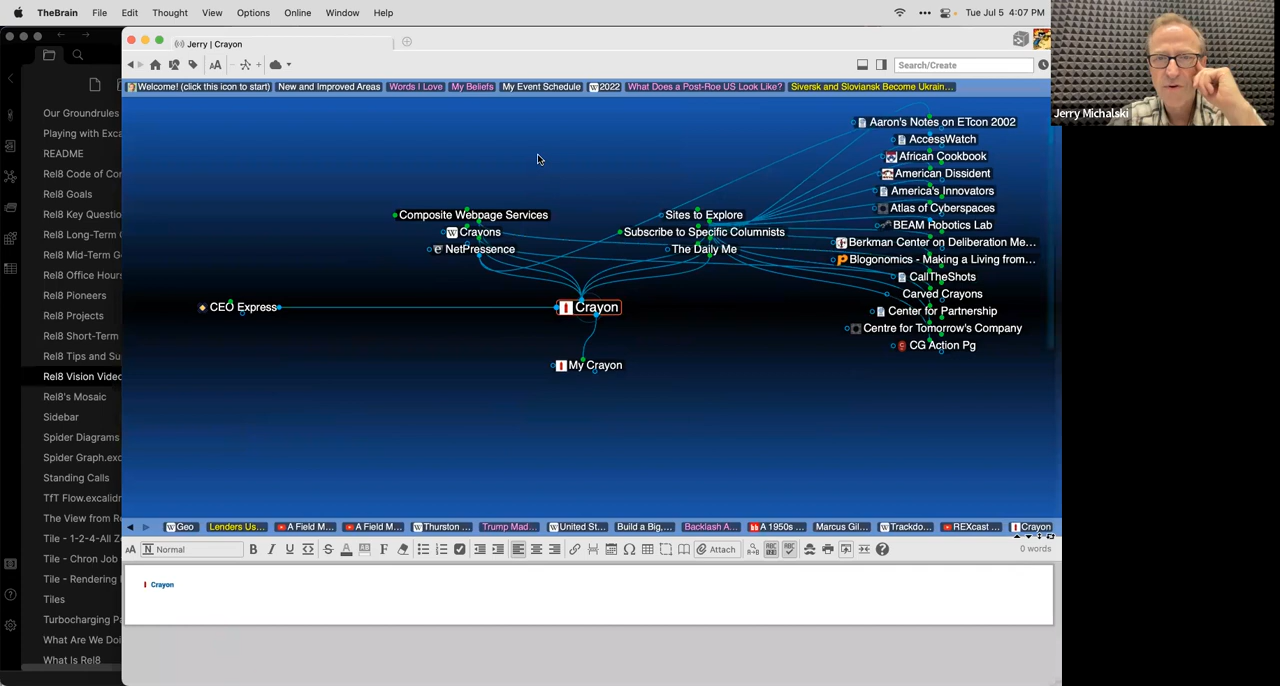 TheBrain File Edit Thought View Options Online Window Help Tue Jul 5 4:07 PM
Jerry | Crayon
Search/Create
Welcome! (click this icon to start) New and Improved Areas Words I Love My Beliefs My Event Schedule 2022 What Does a Post-Roe US Look Like? Siversk and Sloviansk Become Ukrain...
Jerry Michalski
Our Groundrules
Playing with Exca
README
Rel8 Code of Cor
Rel8 Goals
Rel8 Key Questio
Rel8 Long-Term G
Rel8 Mid-Term Go
Rel8 Office Hours
Rel8 Pioneers
Rel8 Projects
Rel8 Short-Term
Rel8 Tips and Su
Rel8 Vision Video
Rel8's Mosaic
Sidebar
Spider Diagrams
Spider Graph.exc
Standing Calls
TfT Flow.excalidr
The View from R
Tile - 1-2-4-All Z
Tile - Chron Job
Tile - Rendering
Tiles
Turbocharging Pa
What Are We Doi
What Is Rel8
Composite Webpage Services
Crayons
NetPressence
Sites to Explore
Subscribe to Specific Columnists
The Daily Me
Aaron's Notes on ETcon 2002
AccessWatch
African Cookbook
American Dissident
America's Innovators
Atlas of Cyberspaces
BEAM Robotics Lab
Berkman Center on Deliberation Me...
Blogonomics - Making a Living from...
CallTheShots
Carved Crayons
Center for Partnership
Centre for Tomorrow's Company
CG Action Pg
CEO Express
Crayon
My Crayon
Geo Lenders Us... A Field M... A Field M... Thurston ... Trump Mad... United St... Build a Big,... Backlash A... A 1950s ... Marcus Gil... Trackdo... REXcast ... Crayon
Normal B I U S A F Attach 0 words
Crayon